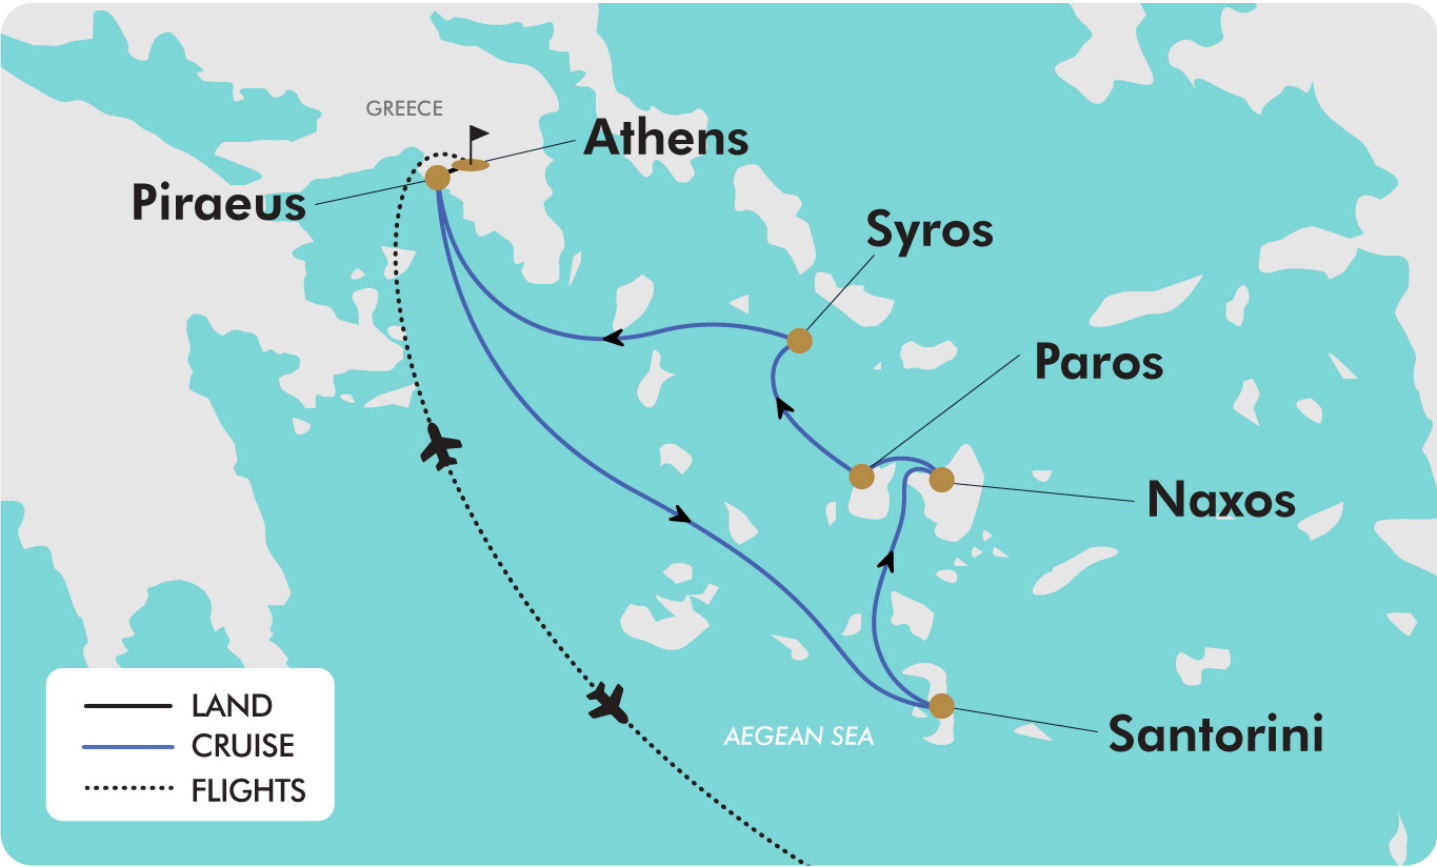 GREECE
Athens
Piraeus
Syros
Paros
Naxos
Santorini
AEGEAN SEA
LAND
CRUISE
FLIGHTS